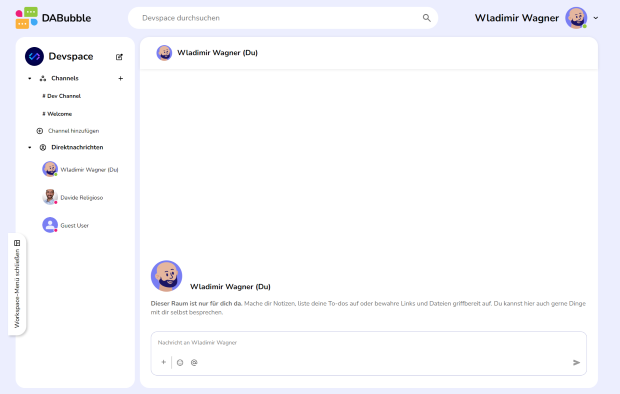 DABubble
Devspace durchsuchen
Wladimir Wagner
Devspace
Channels
# Dev Channel
# Welcome
Channel hinzufügen
Direktnachrichten
Wladimir Wagner (Du)
Davide Religioso
Guest User
Workspace-Menü schließen
Wladimir Wagner (Du)
Wladimir Wagner (Du)
Dieser Raum ist nur für dich da. Mache dir Notizen, liste deine To-dos auf oder bewahre Links und Dateien griffbereit auf. Du kannst hier auch gerne Dinge
mit dir selbst besprechen.
Nachricht an Wladimir Wagner